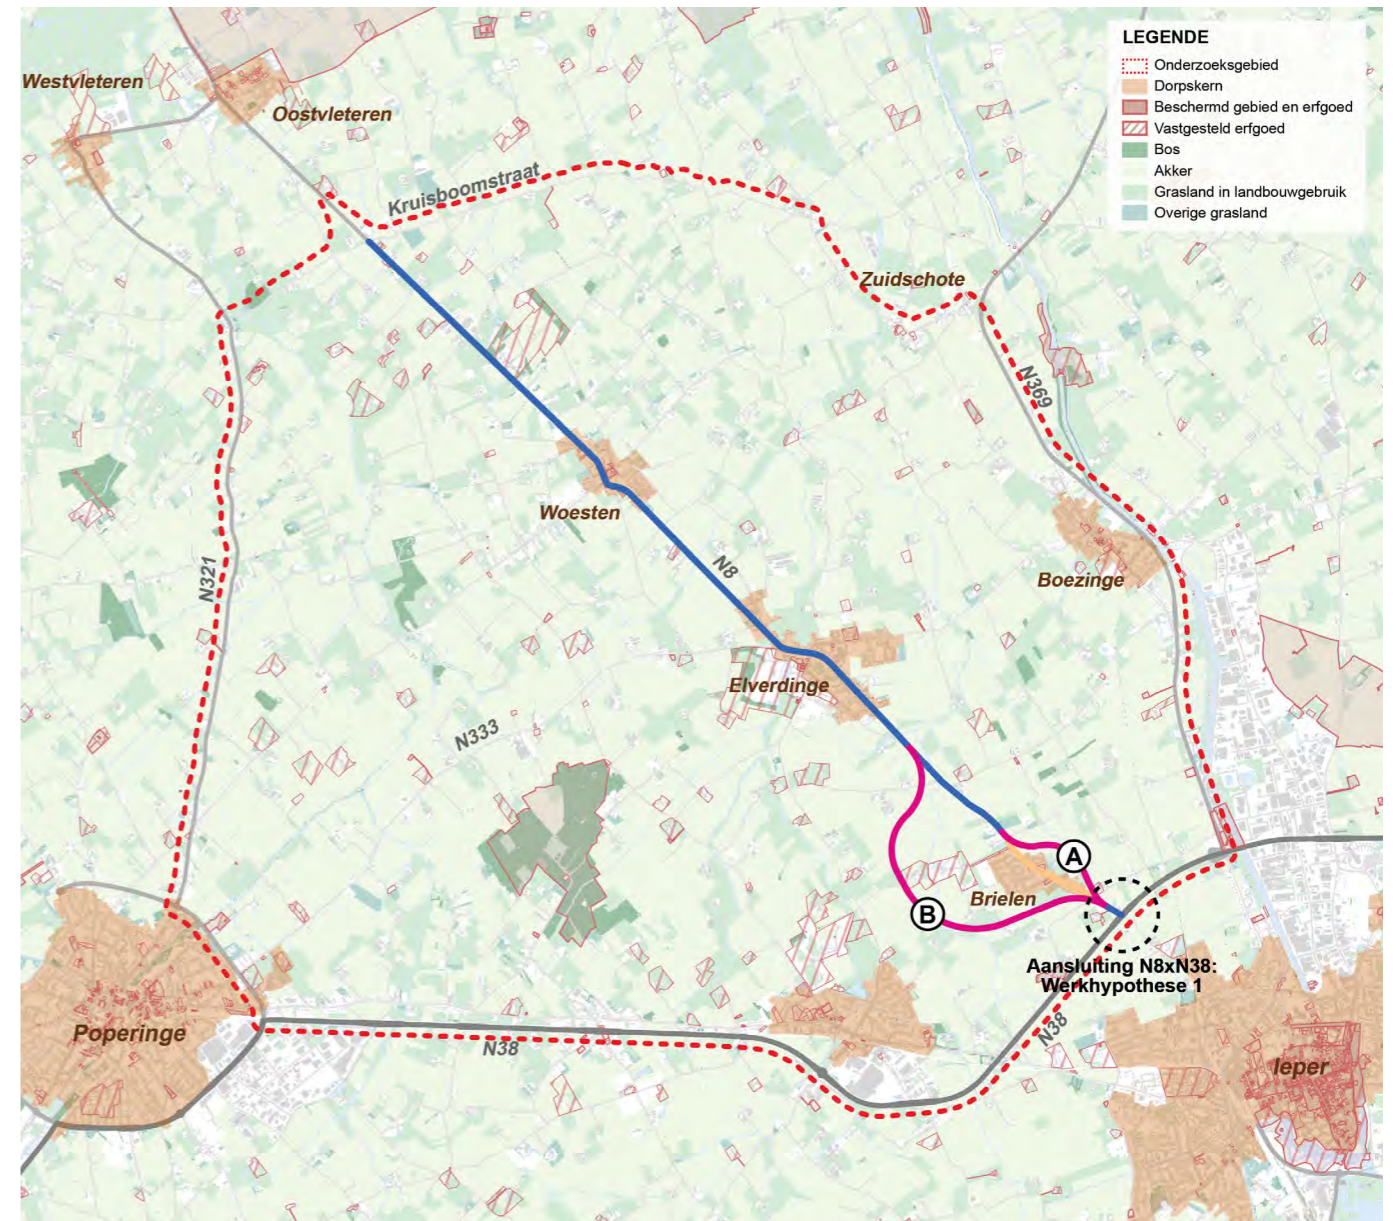 LEGENDE
Onderzoeksgebied
Dorpskern
Beschermd gebied en erfgoed
Vastgesteld erfgoed
Bos
Akker
Grasland in landbouwgebruik
Overige grasland
Westvleteren
Oostvleteren
Kruisboomstraat
Zuidschote
N369
Woesten
N8
N321
Boezinge
Elverdinge
N333
A
Brielen
B
Aansluiting N8xN38:
Werkhypothese 1
Poperinge
N38
N38
Ieper